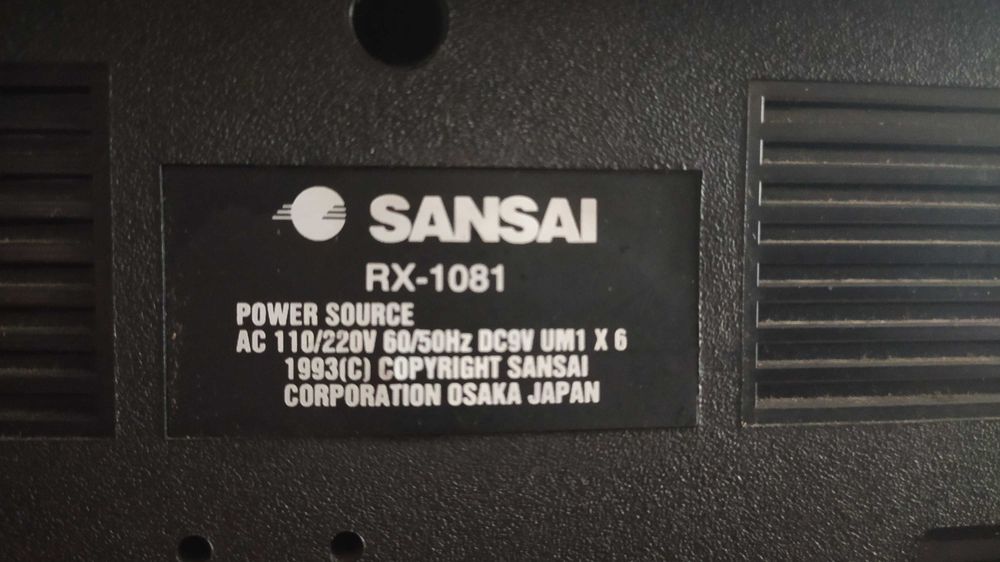 SANSAI
RX-1081
POWER SOURCE
AC 110/220V 60/50Hz DC9V UM1 X 6
1993(C) COPYRIGHT SANSAI
CORPORATION OSAKA JAPAN